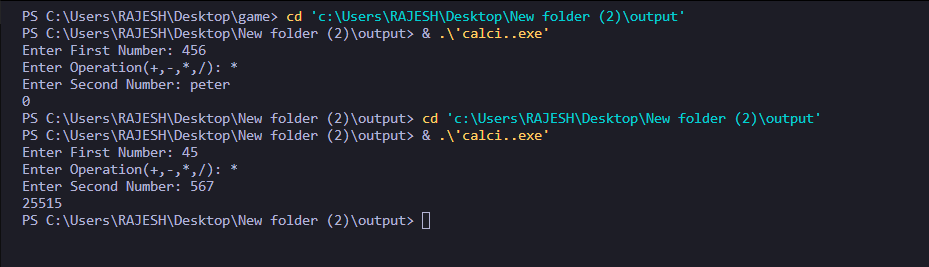 PS C:\Users\RAJESH\Desktop\game> cd 'c:\Users\RAJESH\Desktop\New folder (2)\output'
PS C:\Users\RAJESH\Desktop\New folder (2)\output> & .\'calci..exe'
Enter First Number: 456
Enter Operation(+,-,*,/): *
Enter Second Number: peter
0
PS C:\Users\RAJESH\Desktop\New folder (2)\output> cd 'c:\Users\RAJESH\Desktop\New folder (2)\output'
PS C:\Users\RAJESH\Desktop\New folder (2)\output> & .\'calci..exe'
Enter First Number: 45
Enter Operation(+,-,*,/): *
Enter Second Number: 567
25515
PS C:\Users\RAJESH\Desktop\New folder (2)\output>